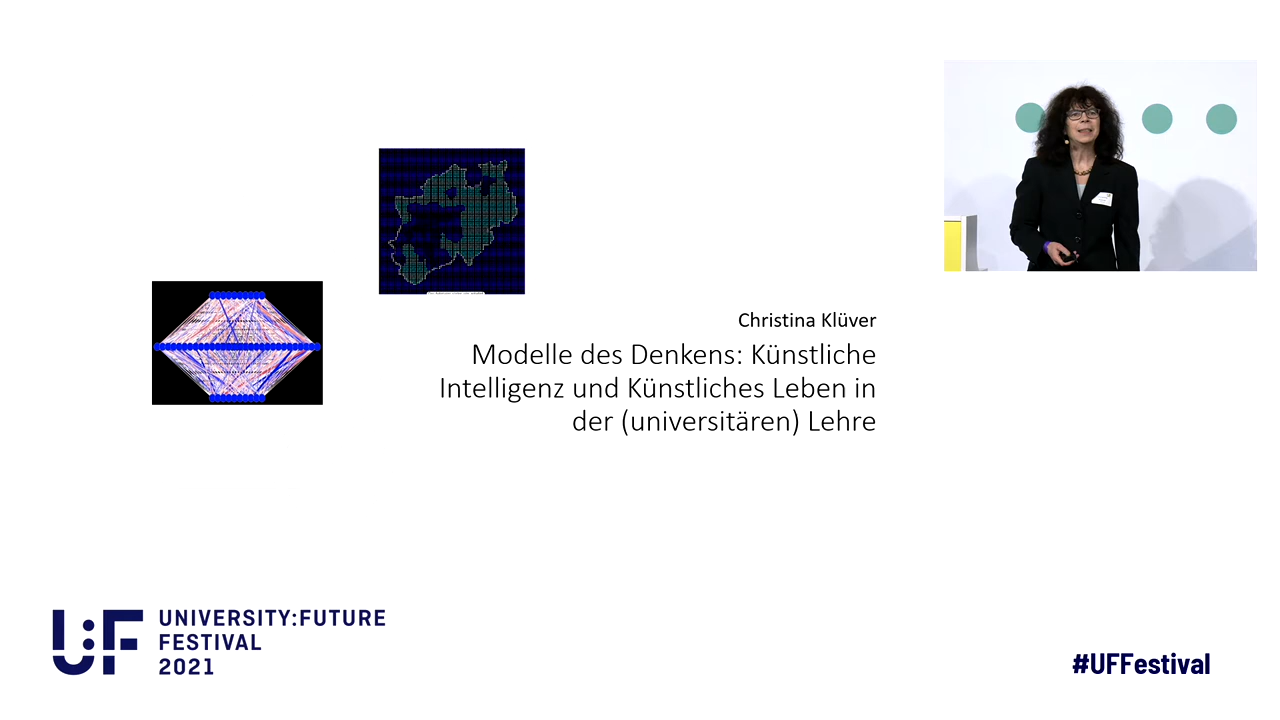 Christina Klüver
Modelle des Denkens: Künstliche
Intelligenz und Künstliches Leben in
der (universitären) Lehre
U:F
UNIVERSITY:FUTURE
FESTIVAL
2021
#UFFestival